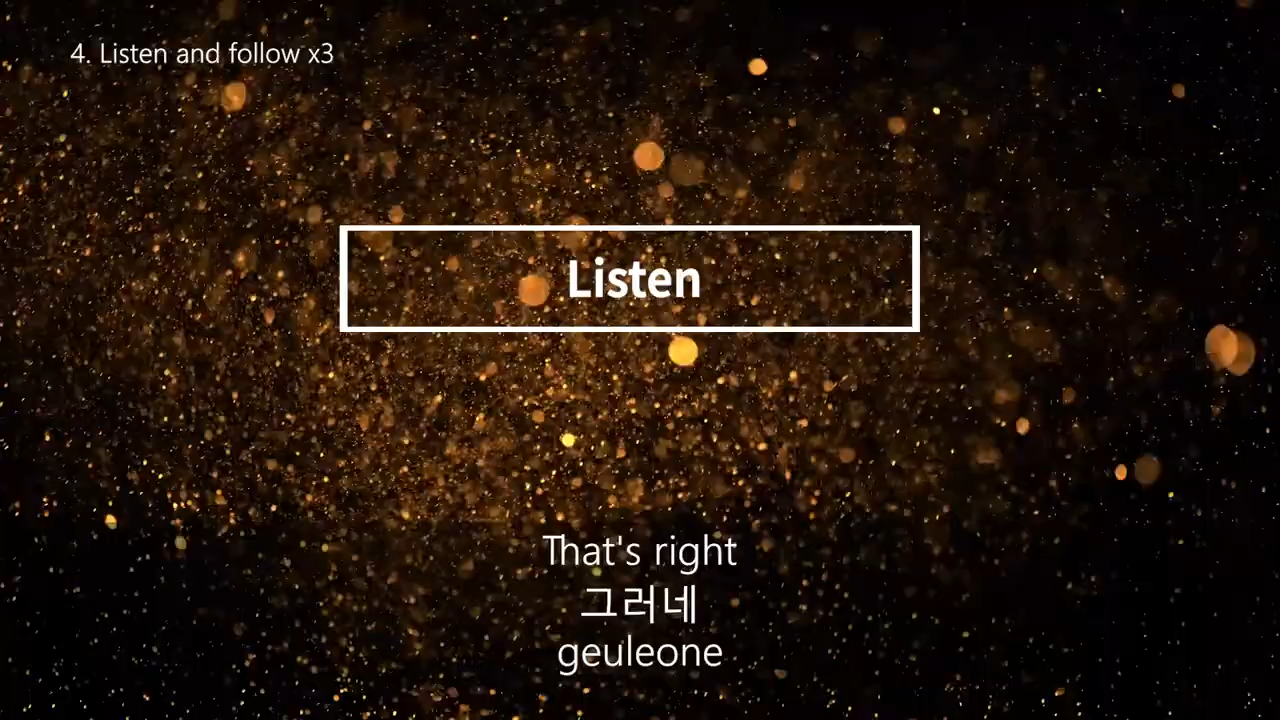 4. Listen and follow x3
Listen
That's right
그러네
geuleone